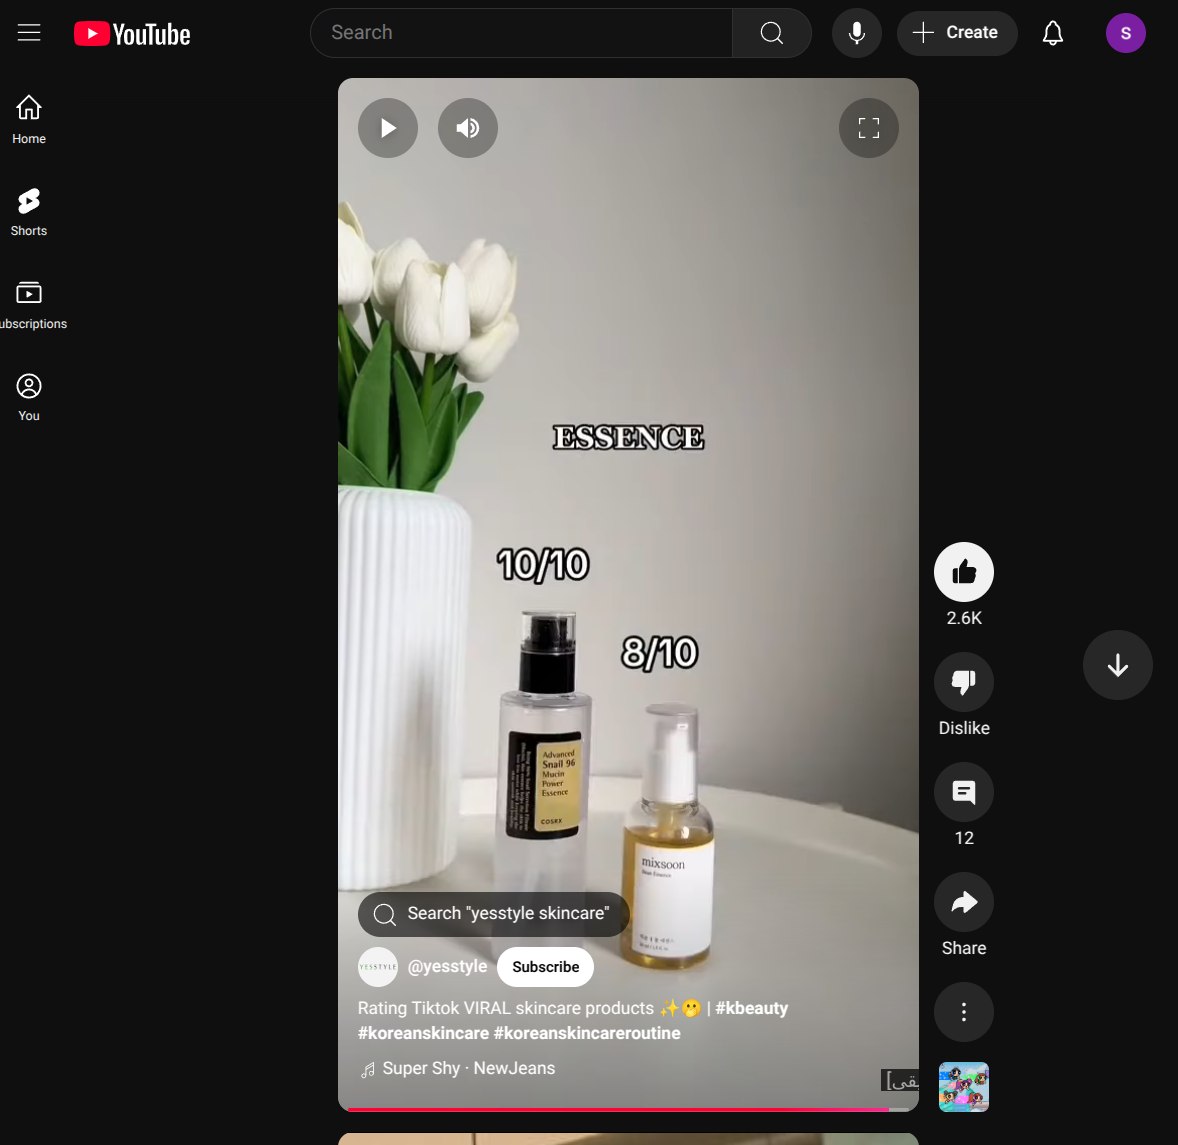 YouTube
Search
Create
S
Home
Shorts
ubscriptions
You
ESSENCE
10/10
8/10
Advanced
Snail 96
Mucin
Power
Essence
COSRX
mixsoon
Bean Essence
Search "yesstyle skincare"
YESSTYLE
@yesstyle
Subscribe
Rating Tiktok VIRAL skincare products ✨🫢 | #kbeauty
#koreanskincare #koreanskincareroutine
Super Shy · NewJeans
يقى]
2.6K
Dislike
12
Share